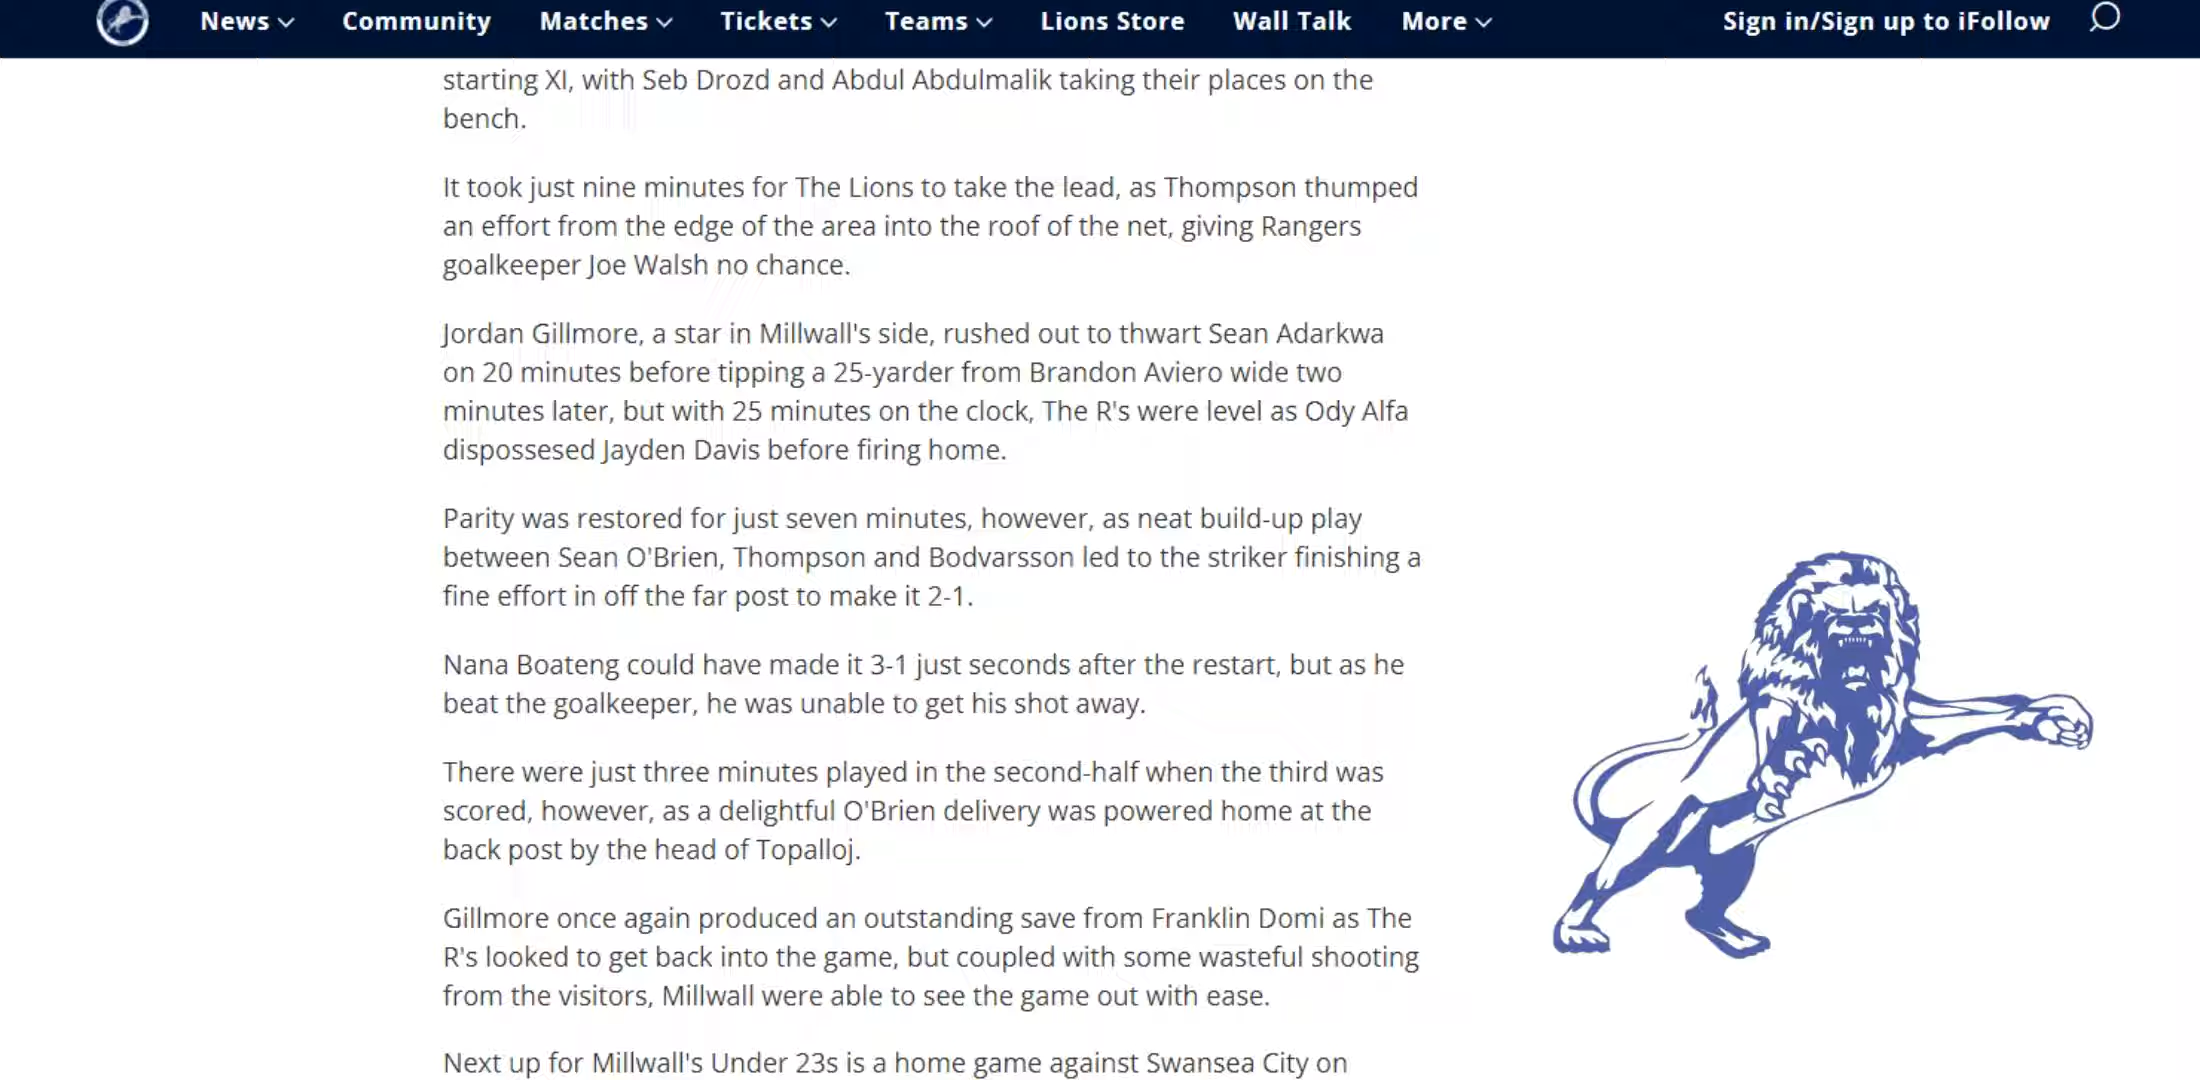 News Community Matches Tickets Teams Lions Store Wall Talk More Sign in/Sign up to iFollow
starting XI, with Seb Drozd and Abdul Abdulmalik taking their places on the
bench.
It took just nine minutes for The Lions to take the lead, as Thompson thumped
an effort from the edge of the area into the roof of the net, giving Rangers
goalkeeper Joe Walsh no chance.
Jordan Gillmore, a star in Millwall's side, rushed out to thwart Sean Adarkwa
on 20 minutes before tipping a 25-yarder from Brandon Aviero wide two
minutes later, but with 25 minutes on the clock, The R's were level as Ody Alfa
dispossesed Jayden Davis before firing home.
Parity was restored for just seven minutes, however, as neat build-up play
between Sean O'Brien, Thompson and Bodvarsson led to the striker finishing a
fine effort in off the far post to make it 2-1.
Nana Boateng could have made it 3-1 just seconds after the restart, but as he
beat the goalkeeper, he was unable to get his shot away.
There were just three minutes played in the second-half when the third was
scored, however, as a delightful O'Brien delivery was powered home at the
back post by the head of Topalloj.
Gillmore once again produced an outstanding save from Franklin Domi as The
R's looked to get back into the game, but coupled with some wasteful shooting
from the visitors, Millwall were able to see the game out with ease.
Next up for Millwall's Under 23s is a home game against Swansea City on